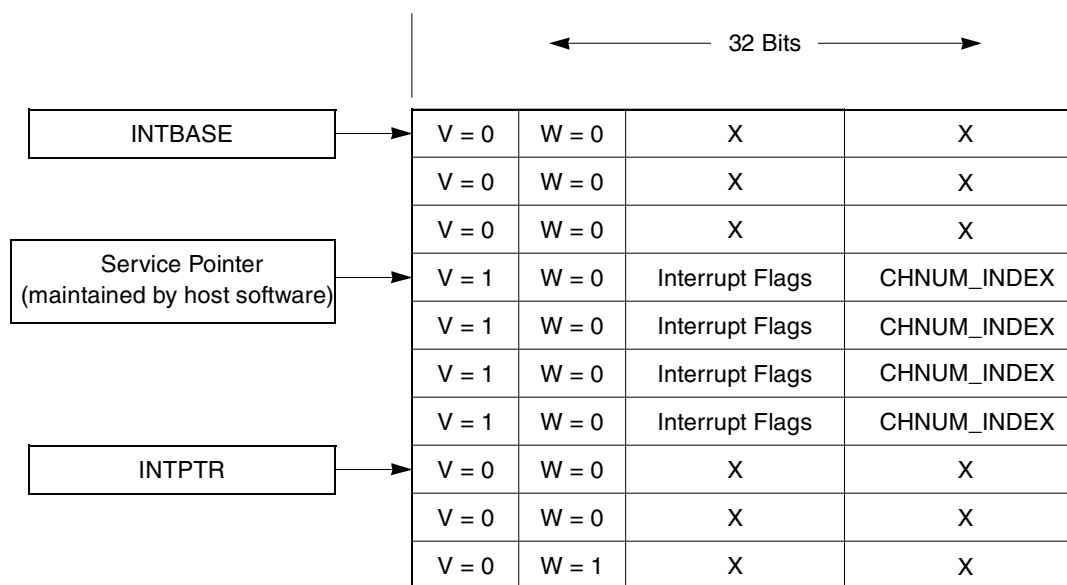 32 Bits
INTBASE
V = 0 W = 0 X X
V = 0 W = 0 X X
V = 0 W = 0 X X
Service Pointer
(maintained by host software)
V = 1 W = 0 Interrupt Flags CHNUM_INDEX
V = 1 W = 0 Interrupt Flags CHNUM_INDEX
V = 1 W = 0 Interrupt Flags CHNUM_INDEX
V = 1 W = 0 Interrupt Flags CHNUM_INDEX
INTPTR
V = 0 W = 0 X X
V = 0 W = 0 X X
V = 0 W = 1 X X